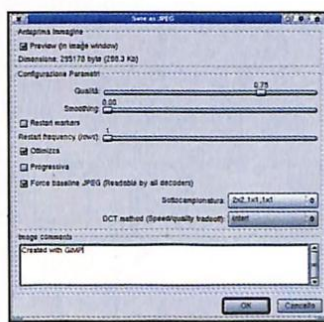 Save as JPEG
Anteprima Immagine
Preview (in image window)
Dimensione: 295178 byte (288.3 Kb)
Configurazione Parametri
0.75
Qualità:
0.00
Smoothing:
Restart markers
1
Restart frequency (rows):
Ottimizza
Progressiva
Force baseline JPEG (Readable by all decoders)
Sottocampionatura: 2x2,1x1,1x1
DCT method (Speed/quality tradeoff):
Image comments
Created with GIMP
OK Cancella